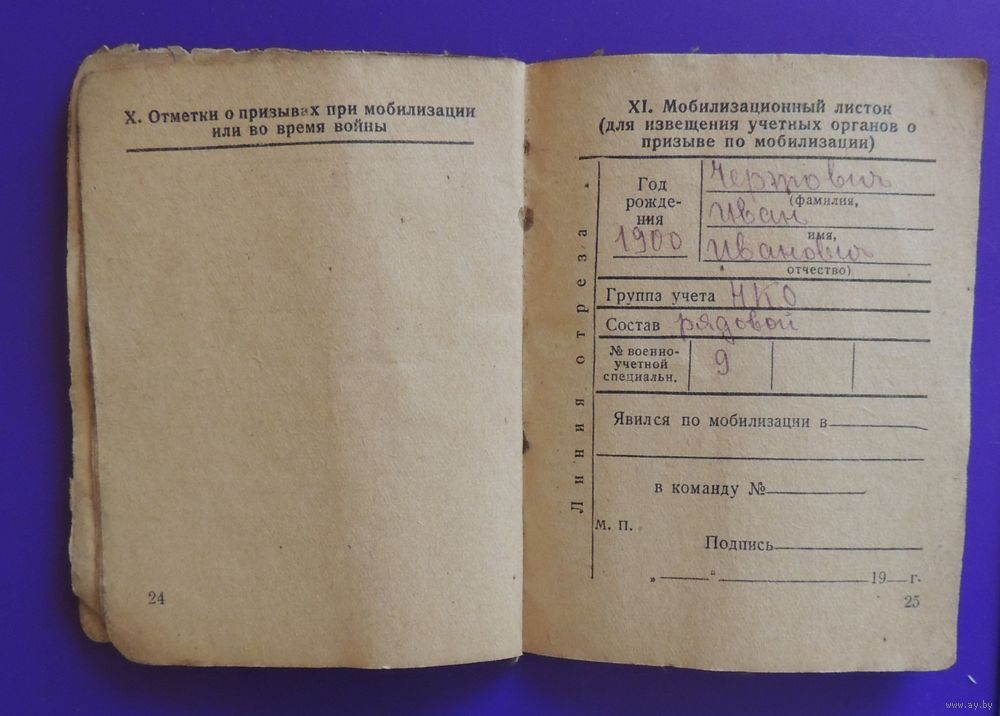 X. Отметки о призывах при мобилизации
или во время войны
24
XI. Мобилизационный листок
(для извещения учетных органов о
призыве по мобилизации)
Линия отреза
Год
рожде-
ния
1900
(фамилия,
Иван
имя,
Иванович
отчество)
Группа учета НКО
Состав рядовой
№ военно-
учетной
специальн.
9
Явился по мобилизации в
в команду №
М. П.
Подпись
„ “ 19 г.
25
www.ay.by